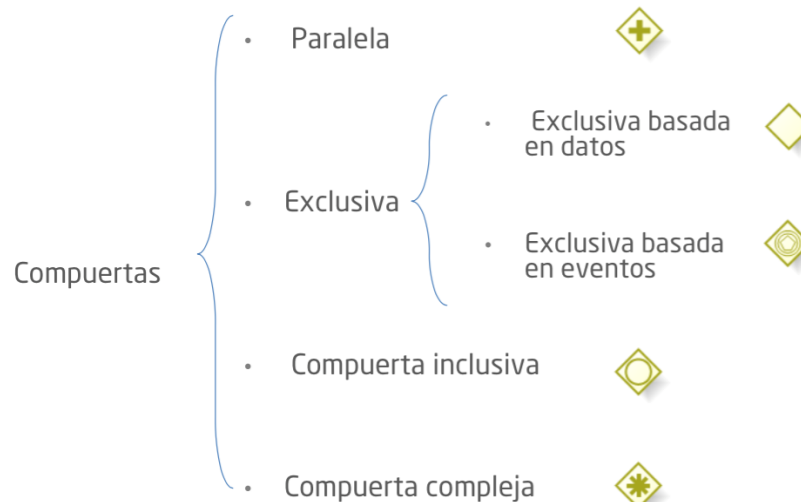 • Paralela
• Exclusiva basada
en datos
• Exclusiva
• Exclusiva basada
en eventos
Compuertas
• Compuerta inclusiva
• Compuerta compleja